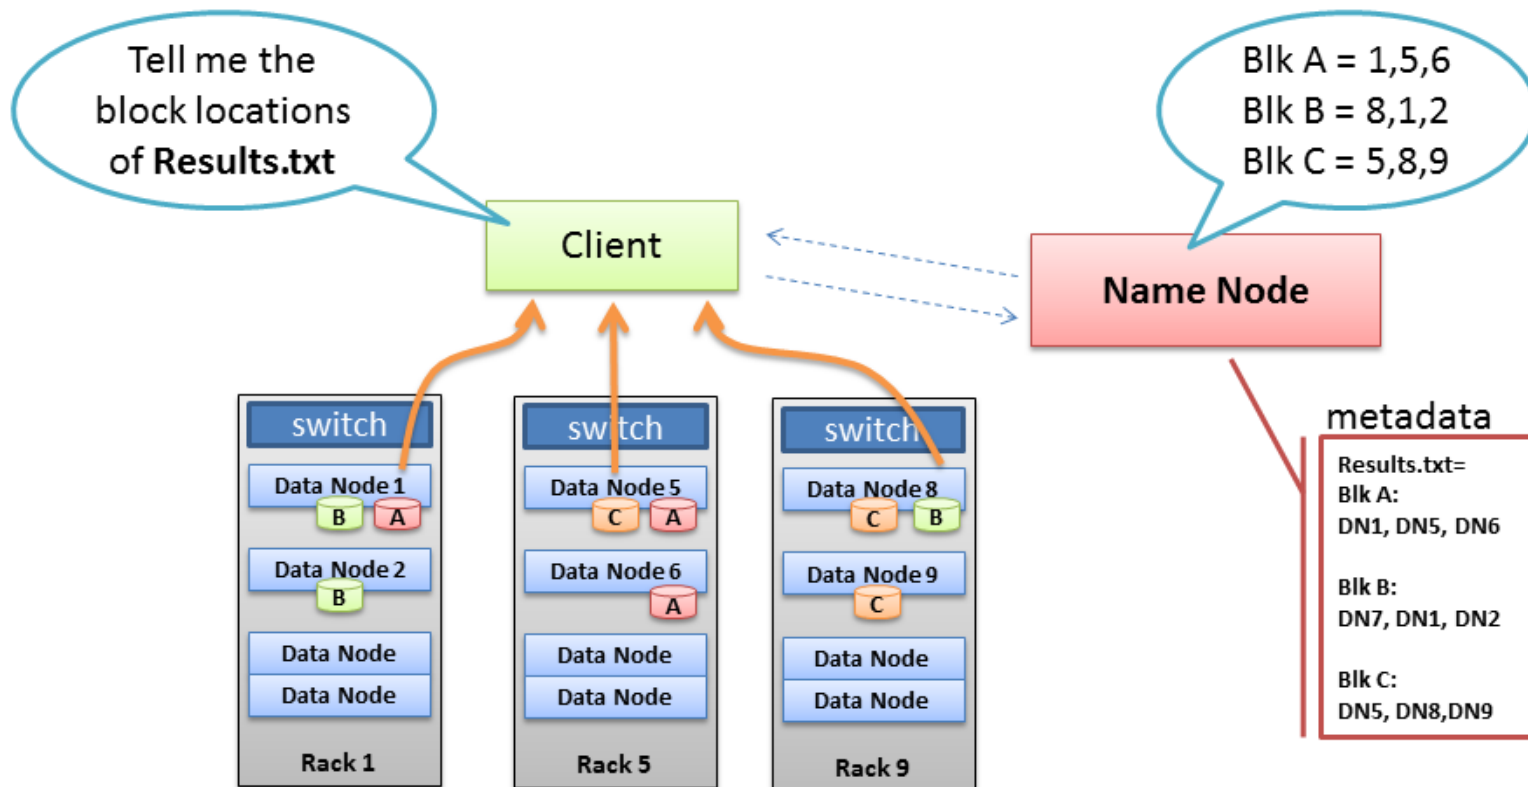 Tell me the
block locations
of Results.txt
Blk A = 1,5,6
Blk B = 8,1,2
Blk C = 5,8,9
Client
Name Node
metadata
Results.txt=
Blk A:
DN1, DN5, DN6
Blk B:
DN7, DN1, DN2
Blk C:
DN5, DN8,DN9
switch
Data Node 1
B A
Data Node 2
B
Data Node
Data Node
Rack 1
switch
Data Node 5
C A
Data Node 6
A
Data Node
Data Node
Rack 5
switch
Data Node 8
C B
Data Node 9
C
Data Node
Data Node
Rack 9